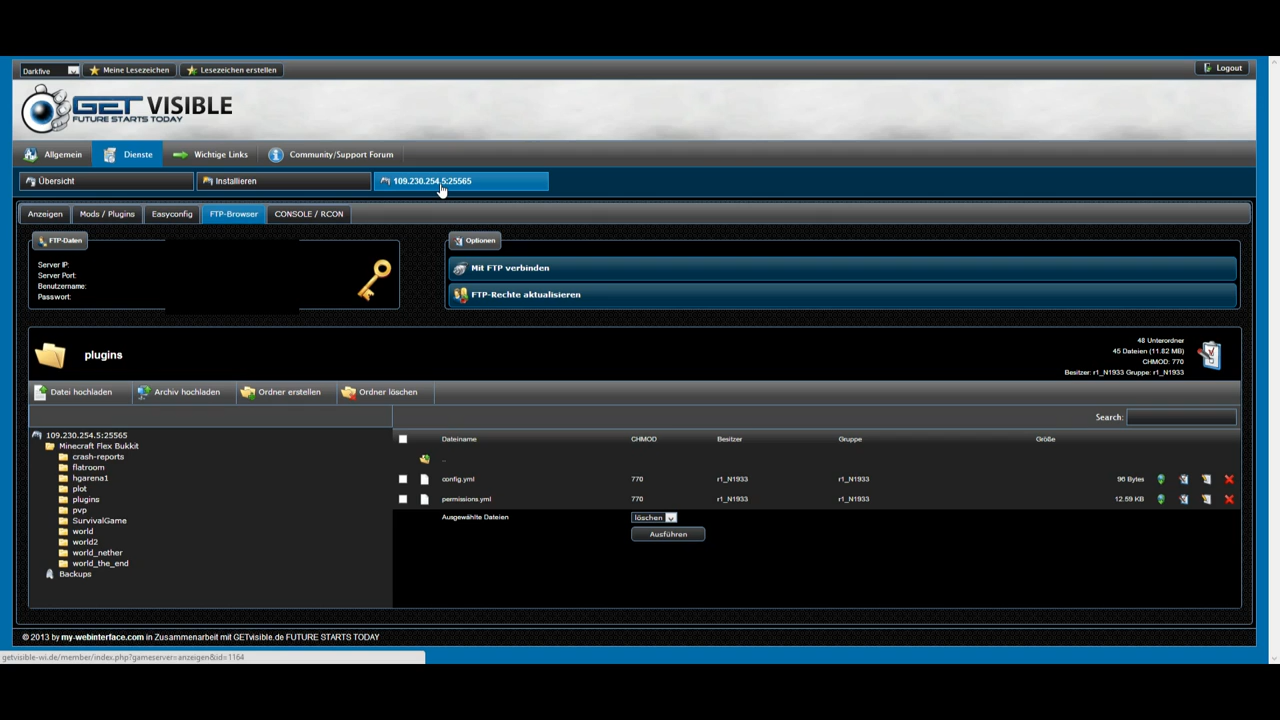 Darkfive Meine Lesezeichen Lesezeichen erstellen Logout
GET VISIBLE
FUTURE STARTS TODAY
Allgemein Dienste Wichtige Links Community/Support Forum
Übersicht Installieren 109.230.254.5:25565
Anzeigen Mods / Plugins Easyconfig FTP-Browser CONSOLE / RCON
FTP-Daten
Server IP:
Server Port:
Benutzername:
Passwort:
Optionen
Mit FTP verbinden
FTP-Rechte aktualisieren
plugins
48 Unterordner
45 Dateien (11.82 MB)
CHMOD: 770
Besitzer: r1_N1933 Gruppe: r1_N1933
Datei hochladen Archiv hochladen Ordner erstellen Ordner löschen
Search:
109.230.254.5:25565
Minecraft Flex Bukkit
crash-reports
flatroom
hgarena1
plot
plugins
pvp
SurvivalGame
world
world2
world_nether
world_the_end
Backups
Dateiname CHMOD Besitzer Gruppe Größe
..
config.yml 770 r1_N1933 r1_N1933 96 Bytes
permissions.yml 770 r1_N1933 r1_N1933 12.59 KB
Ausgewählte Dateien löschen
Ausführen
© 2013 by my-webinterface.com in Zusammenarbeit mit GETvisible.de FUTURE STARTS TODAY
getvisible-wi.de/member/index.php?gameserver=anzeigen&id=1164